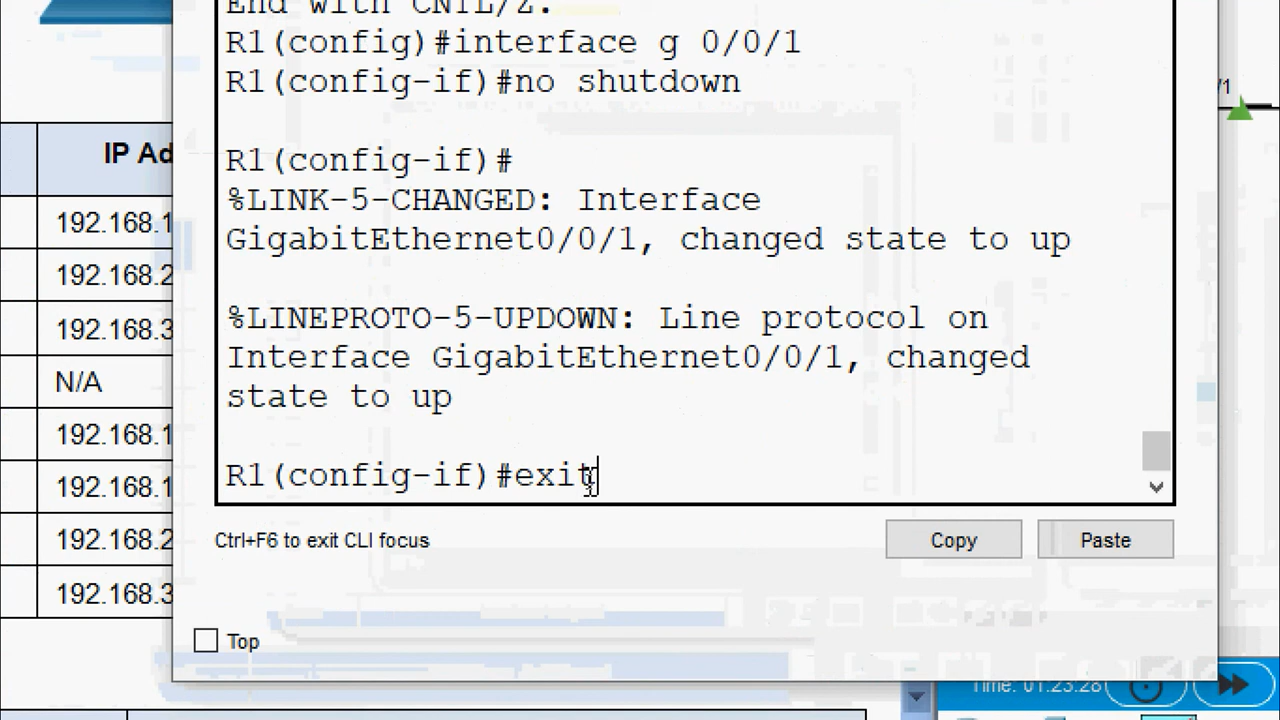 End with CNTL/Z.
R1(config)#interface g 0/0/1
R1(config-if)#no shutdown
/1
IP Ad
R1(config-if)#
%LINK-5-CHANGED: Interface
192.168.1
GigabitEthernet0/0/1, changed state to up
192.168.2
%LINEPROTO-5-UPDOWN: Line protocol on
192.168.3
Interface GigabitEthernet0/0/1, changed
N/A
state to up
192.168.1
R1(config-if)#exit
192.168.1
192.168.2
Ctrl+F6 to exit CLI focus
Copy
Paste
192.168.3
Top
Time: 01:23:28